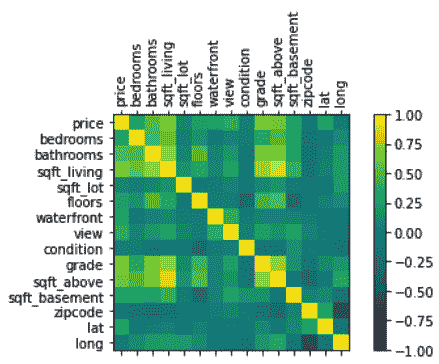 price
bedrooms
bathrooms
sqft_living
sqft_lot
floors
waterfront
view
condition
grade
sqft_above
sqft_basement
zipcode
lat
long
price
bedrooms
bathrooms
sqft_living
sqft_lot
floors
waterfront
view
condition
grade
sqft_above
sqft_basement
zipcode
lat
long
1.00
0.75
0.50
0.25
0.00
−0.25
−0.50
−0.75
−1.00